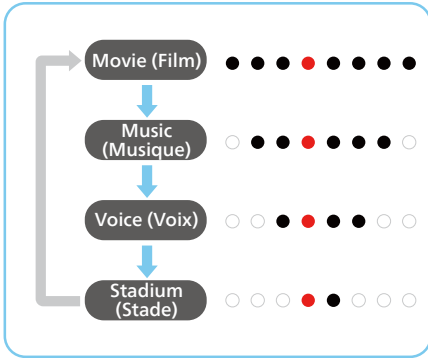 Movie (Film)
Music
(Musique)
Voice (Voix)
Stadium
(Stade)